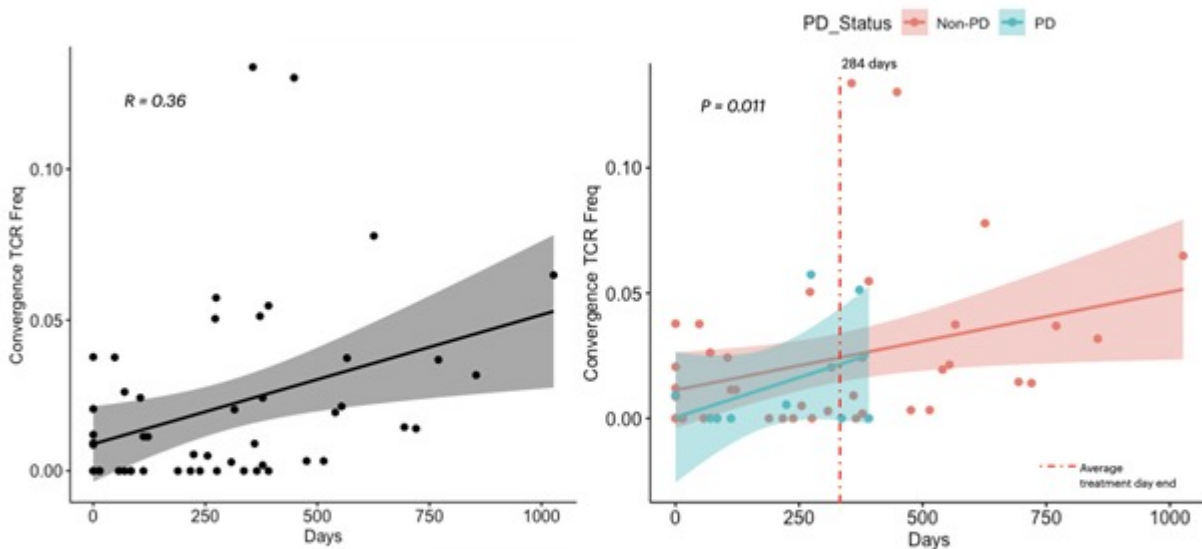 R = 0.36
Convergence TCR Freq
0.10
0.05
0.00
0
250
500
750
1000
Days
PD_Status Non-PD PD
284 days
P = 0.011
Convergence TCR Freq
0.10
0.05
0.00
Average
treatment day end
0
250
500
750
1000
Days